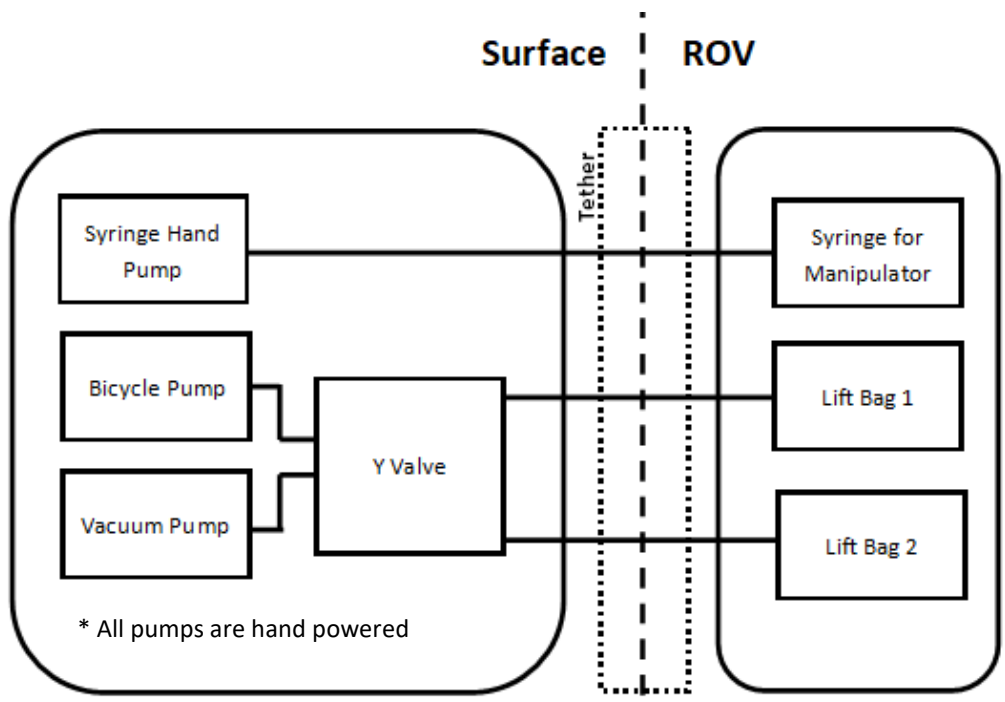 Surface
ROV
Tether
Syringe Hand
Pump
Syringe for
Manipulator
Bicycle Pump
Y Valve
Lift Bag 1
Vacuum Pump
Lift Bag 2
* All pumps are hand powered